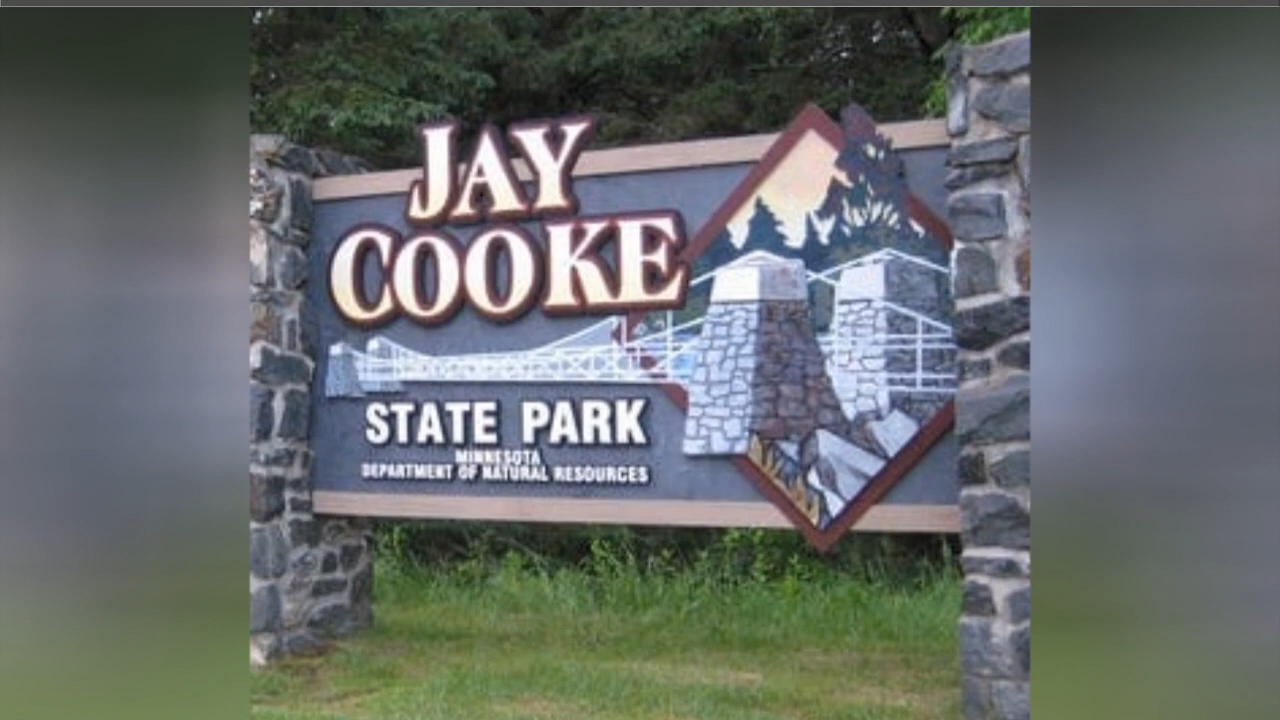 JAY
COOKE
STATE PARK
MINNESOTA
DEPARTMENT OF NATURAL RESOURCES